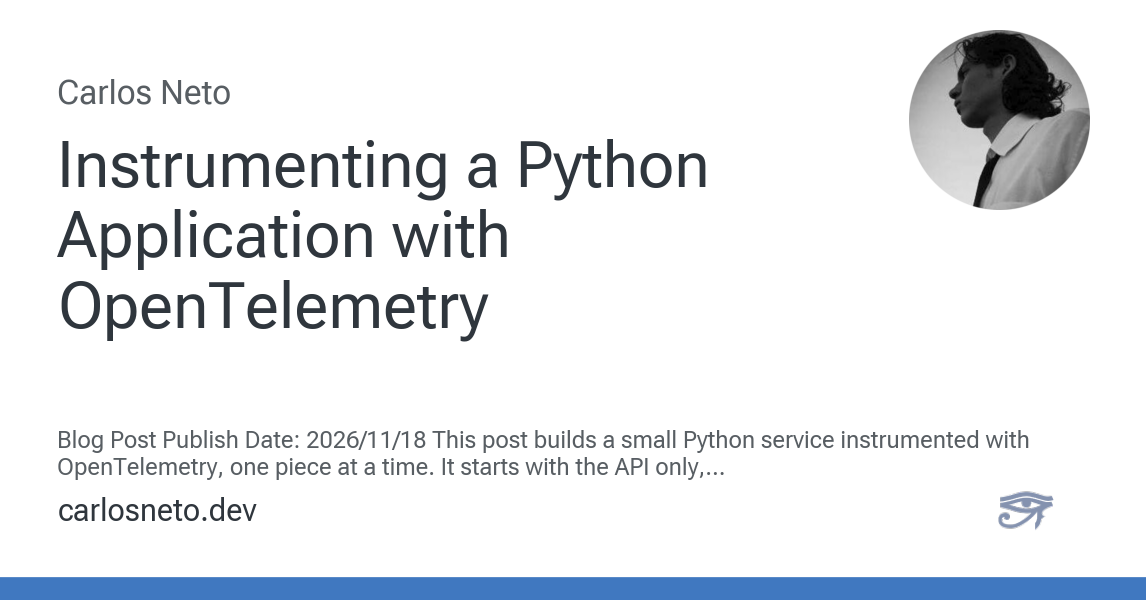 Carlos Neto
Instrumenting a Python
Application with
OpenTelemetry
Blog Post Publish Date: 2026/11/18 This post builds a small Python service instrumented with
OpenTelemetry, one piece at a time. It starts with the API only,...
carlosneto.dev